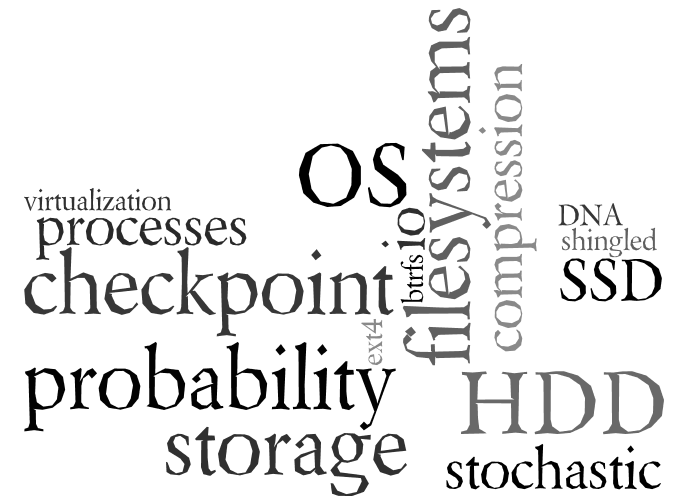 filesystems
compression
OS
virtualization
processes
io
btrfs
DNA
shingled
SSD
checkpoint
ext4
probability
HDD
storage
stochastic